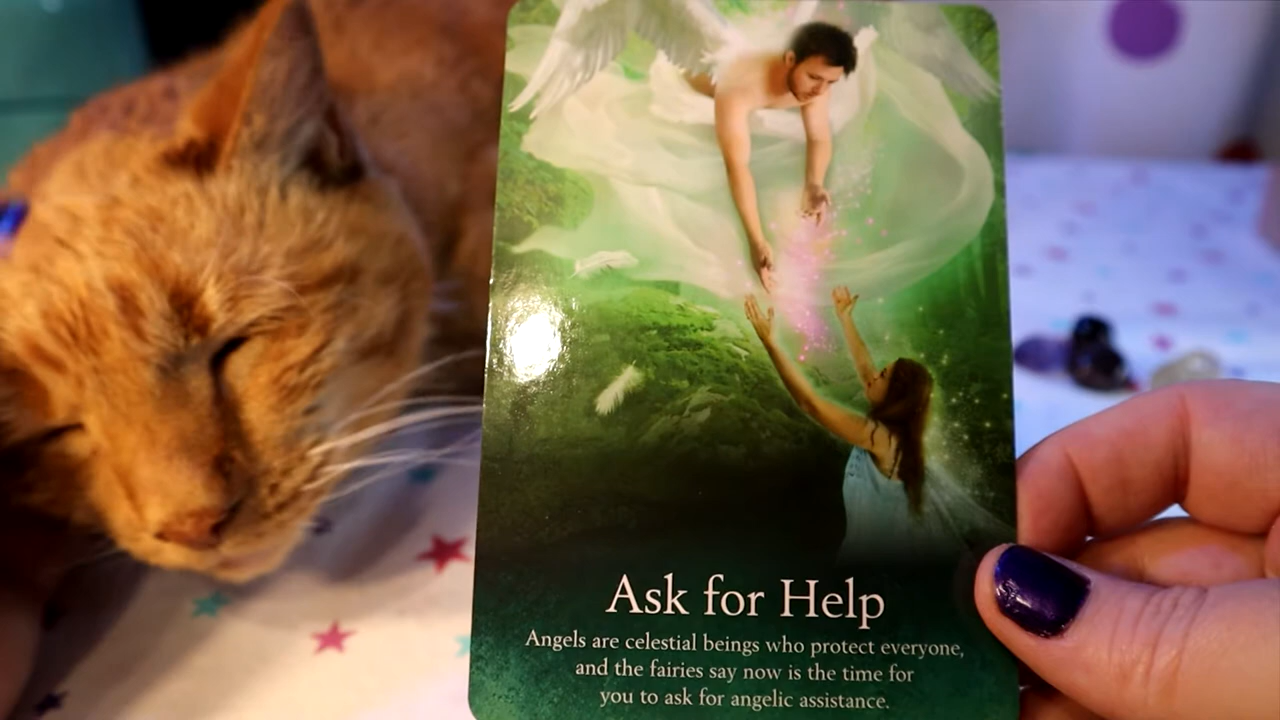 Ask for Help
Angels are celestial beings who protect everyone,
and the fairies say now is the time for
you to ask for angelic assistance.